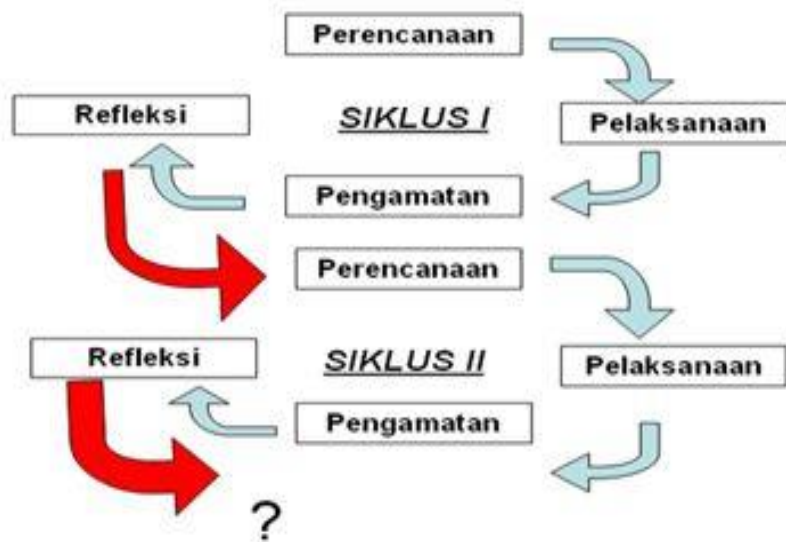 Perencanaan
Refleksi
SIKLUS I
Pelaksanaan
Pengamatan
Perencanaan
Refleksi
SIKLUS II
Pelaksanaan
Pengamatan
?